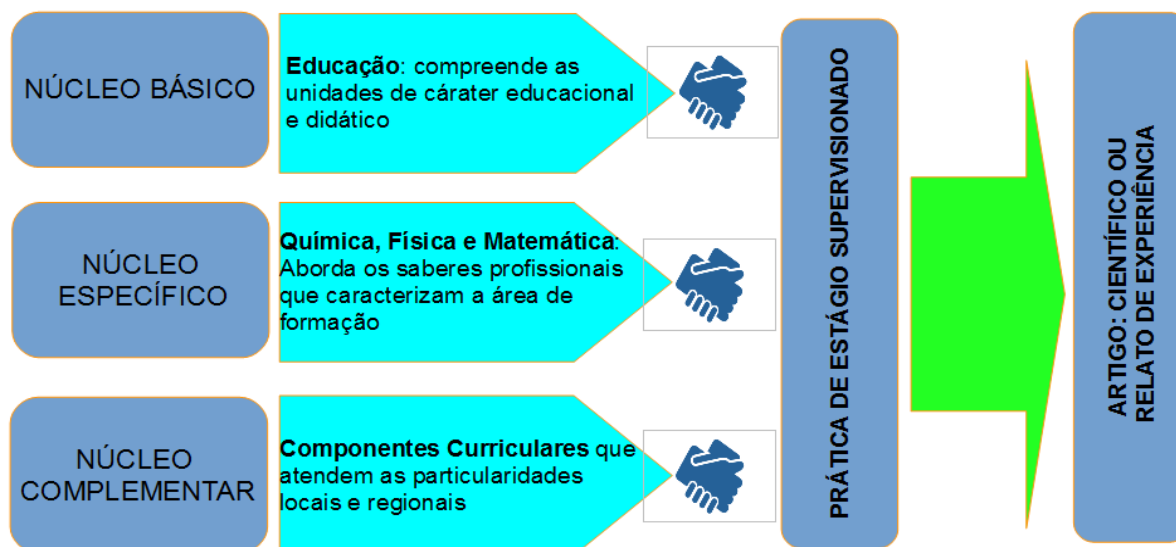 NÚCLEO BÁSICO
Educação: compreende as
unidades de cárater educacional
e didático
NÚCLEO
ESPECÍFICO
Química, Física e Matemática:
Aborda os saberes profissionais
que caracterizam a área de
formação
NÚCLEO
COMPLEMENTAR
Componentes Curriculares que
atendem as particularidades
locais e regionais
PRÁTICA DE ESTÁGIO SUPERVISIONADO
ARTIGO: CIENTÍFICO OU
RELATO DE EXPERIÊNCIA